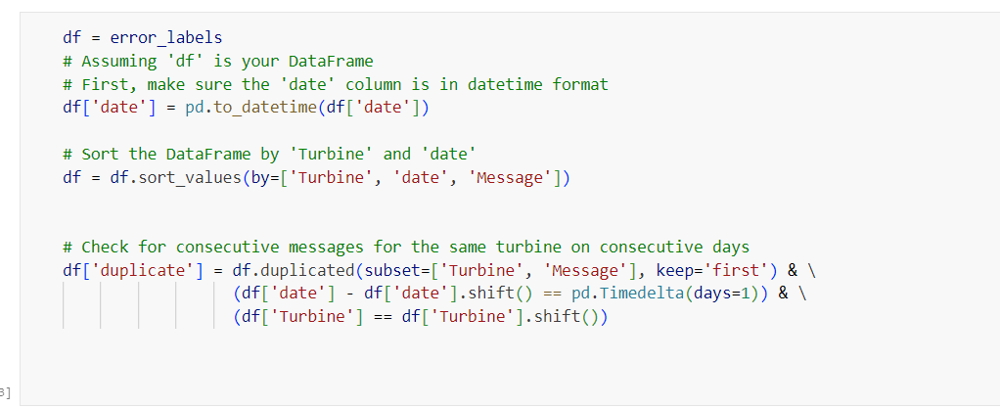 df = error_labels
# Assuming 'df' is your DataFrame
# First, make sure the 'date' column is in datetime format
df['date'] = pd.to_datetime(df['date'])
# Sort the DataFrame by 'Turbine' and 'date'
df = df.sort_values(by=['Turbine', 'date', 'Message'])
# Check for consecutive messages for the same turbine on consecutive days
df['duplicate'] = df.duplicated(subset=['Turbine', 'Message'], keep='first') & \
(df['date'] - df['date'].shift() == pd.Timedelta(days=1)) & \
(df['Turbine'] == df['Turbine'].shift())
3]